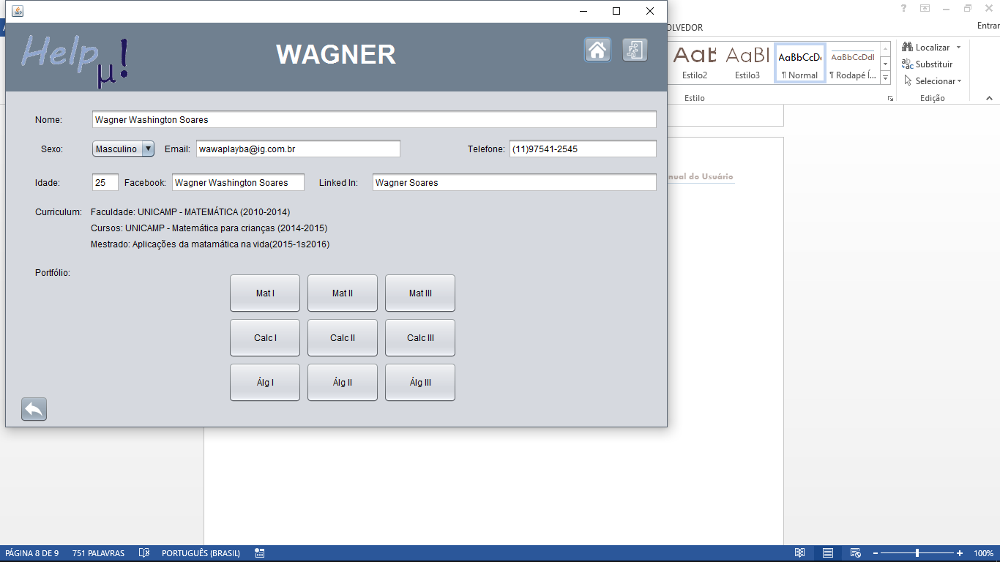 Help μ!
WAGNER
Nome: Wagner Washington Soares
Sexo: Masculino Email: wawaplayba@ig.com.br Telefone: (11)97541-2545
Idade: 25 Facebook: Wagner Washington Soares Linked In: Wagner Soares
Curriculum: Faculdade: UNICAMP - MATEMÁTICA (2010-2014)
Cursos: UNICAMP - Matemática para crianças (2014-2015)
Mestrado: Aplicações da matamática na vida(2015-1s2016)
Portfólio:
Mat I Mat II Mat III
Calc I Calc II Calc III
Álg I Álg II Álg III
OLVEDOR
Entrar
AaB AaBl AaBbCcD AaBbCcDdI
Estilo2 Estilo3 ¶ Normal ¶ Rodapé Í...
Estilo
Localizar
Substituir
Selecionar
Edição
nual do Usuário
PÁGINA 8 DE 9 751 PALAVRAS PORTUGUÊS (BRASIL) 100%